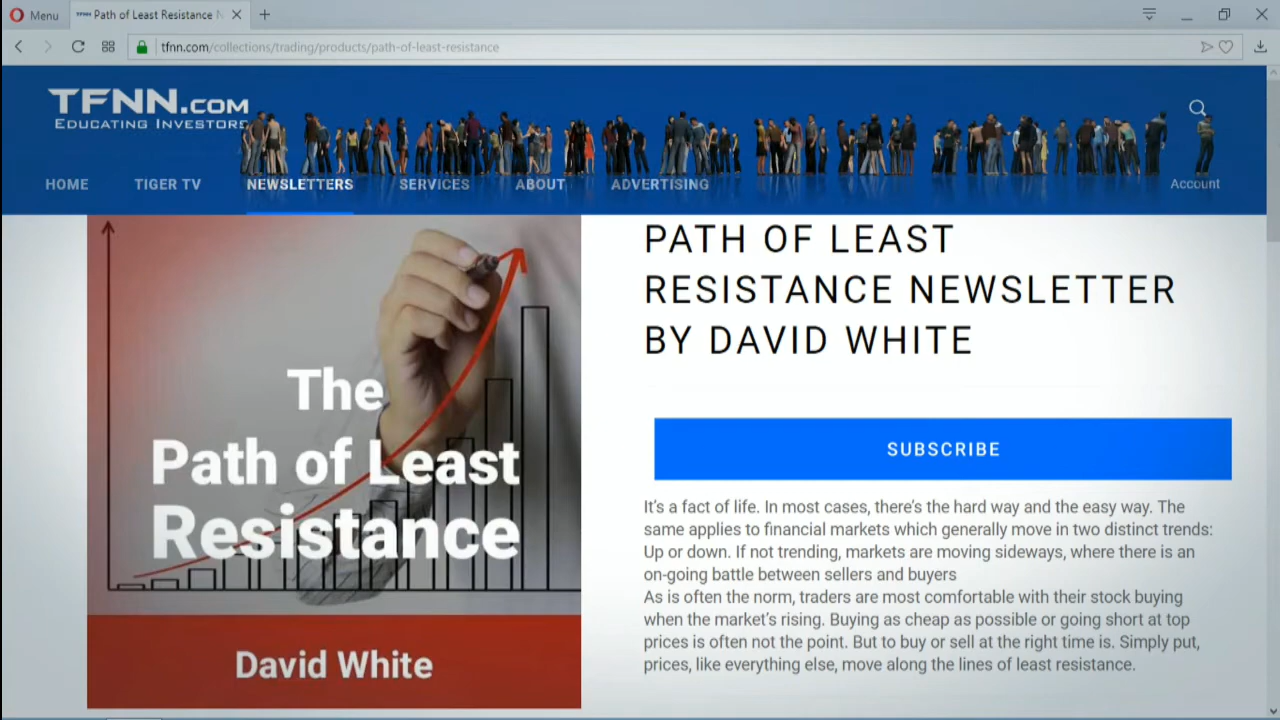 Menu
Path of Least Resistance N
tfnn.com/collections/trading/products/path-of-least-resistance
TFNN.COM
EDUCATING INVESTORS
HOME
TIGER TV
NEWSLETTERS
SERVICES
ABOUT
ADVERTISING
Account
The
Path of Least
Resistance
David White
PATH OF LEAST
RESISTANCE NEWSLETTER
BY DAVID WHITE
SUBSCRIBE
It's a fact of life. In most cases, there's the hard way and the easy way. The
same applies to financial markets which generally move in two distinct trends:
Up or down. If not trending, markets are moving sideways, where there is an
on-going battle between sellers and buyers
As is often the norm, traders are most comfortable with their stock buying
when the market's rising. Buying as cheap as possible or going short at top
prices is often not the point. But to buy or sell at the right time is. Simply put,
prices, like everything else, move along the lines of least resistance.